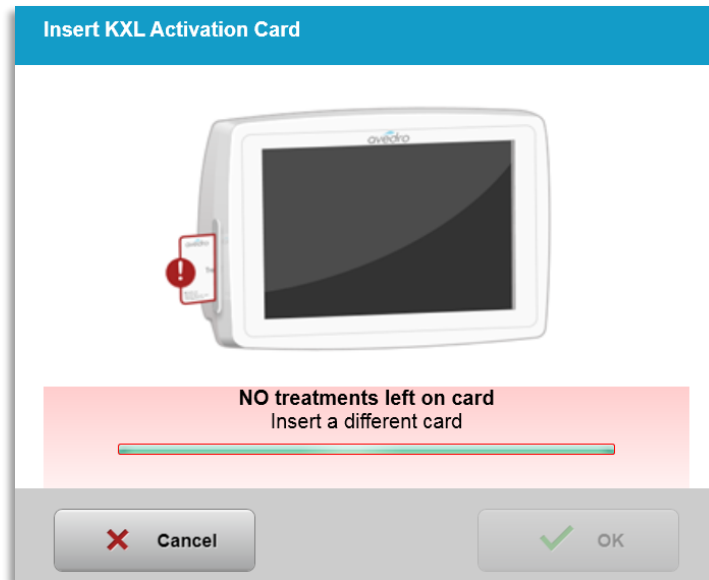 Insert KXL Activation Card
avedro
avedro
NO treatments left on card
Insert a different card
Cancel
OK